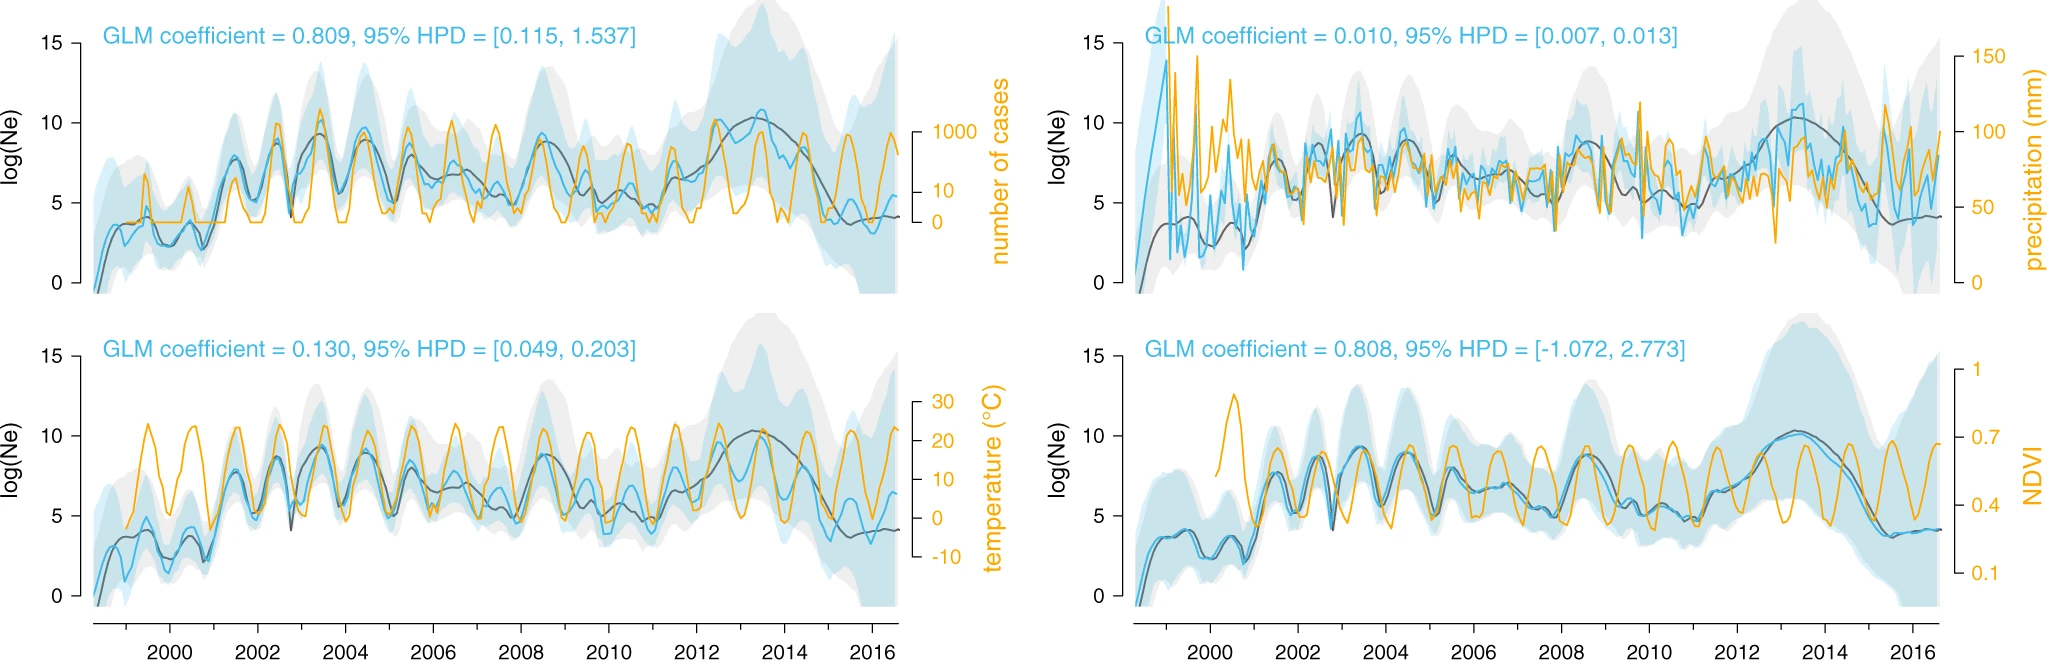 GLM coefficient = 0.809, 95% HPD = [0.115, 1.537]
15
10
5
0
log(Ne)
1000
10
0
number of cases
GLM coefficient = 0.010, 95% HPD = [0.007, 0.013]
15
10
5
0
log(Ne)
150
100
50
0
precipitation (mm)
GLM coefficient = 0.130, 95% HPD = [0.049, 0.203]
15
10
5
0
log(Ne)
30
20
10
0
-10
temperature (°C)
2000 2002 2004 2006 2008 2010 2012 2014 2016
GLM coefficient = 0.808, 95% HPD = [-1.072, 2.773]
15
10
5
0
log(Ne)
1
0.7
0.4
0.1
NDVI
2000 2002 2004 2006 2008 2010 2012 2014 2016